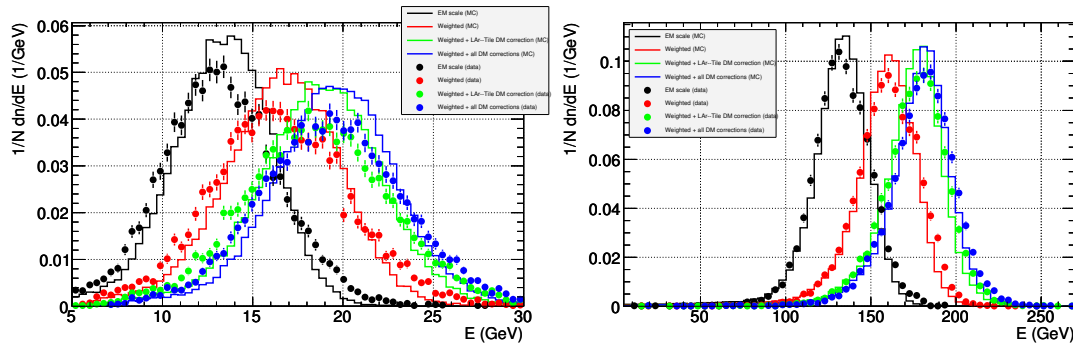 1/N dn/dE (1/GeV)
0.06
0.05
0.04
0.03
0.02
0.01
0
5 10 15 20 25 30
E (GeV)
EM scale (MC)
Weighted (MC)
Weighted + LAr--Tile DM correction (MC)
Weighted + all DM corrections (MC)
EM scale (data)
Weighted (data)
Weighted + LAr--Tile DM correction (data)
Weighted + all DM corrections (data)
1/N dn/dE (1/GeV)
0.1
0.08
0.06
0.04
0.02
0
50 100 150 200 250
E (GeV)
EM scale (MC)
Weighted (MC)
Weighted + LAr--Tile DM correction (MC)
Weighted + all DM corrections (MC)
EM scale (data)
Weighted (data)
Weighted + LAr--Tile DM correction (data)
Weighted + all DM corrections (data)